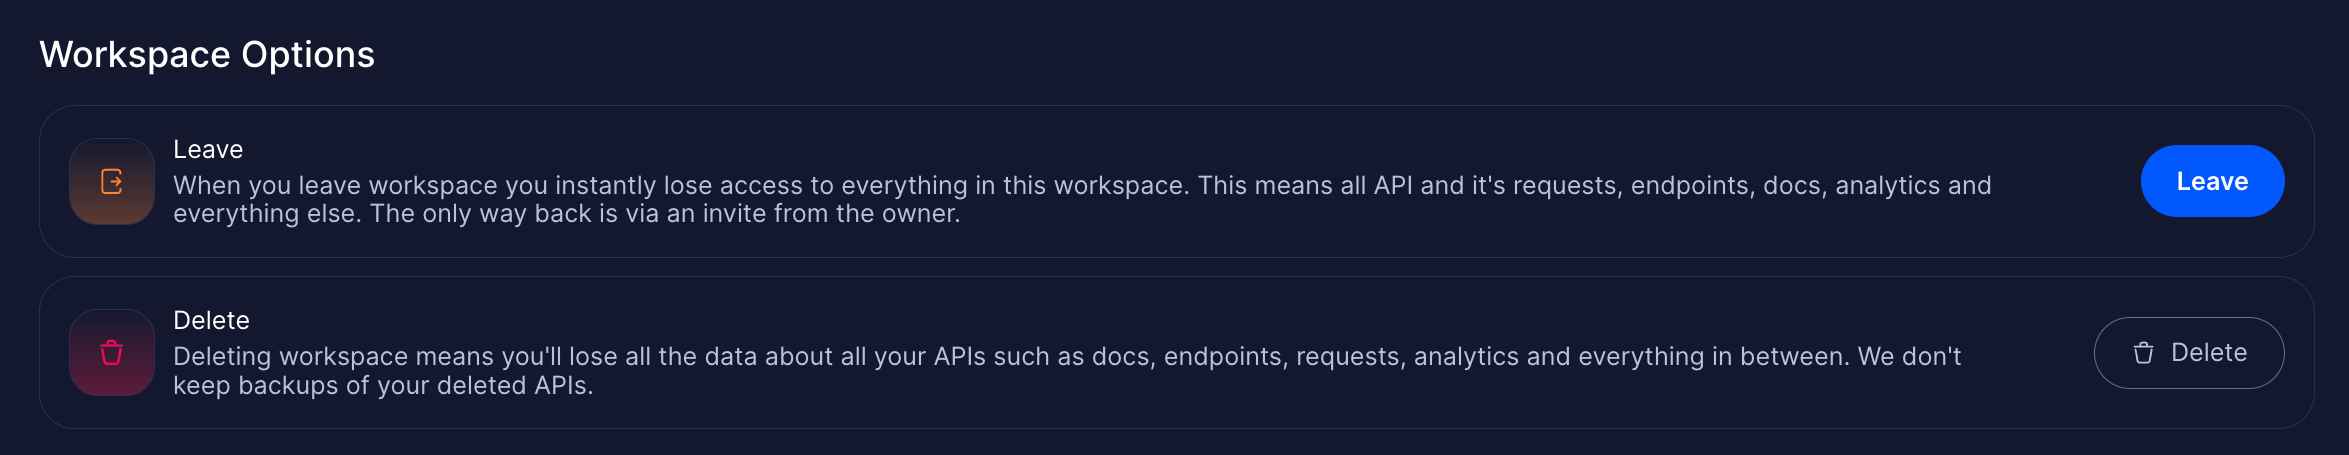 Workspace Options
Leave
When you leave workspace you instantly lose access to everything in this workspace. This means all API and it's requests, endpoints, docs, analytics and
everything else. The only way back is via an invite from the owner.
Leave
Delete
Deleting workspace means you'll lose all the data about all your APIs such as docs, endpoints, requests, analytics and everything in between. We don't
keep backups of your deleted APIs.
Delete